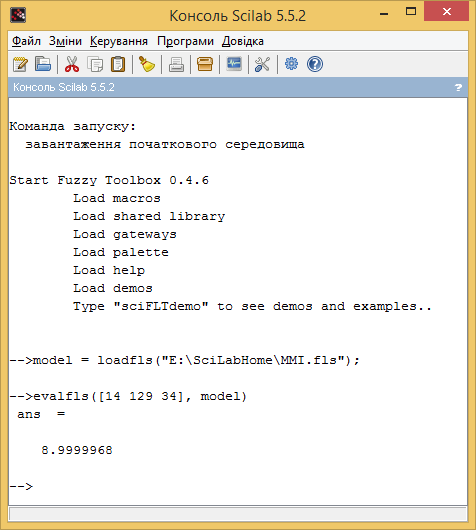 Консоль Scilab 5.5.2
Файл Зміни Керування Програми Довідка
Консоль Scilab 5.5.2 ?
Команда запуску:
завантаження початкового середовища
Start Fuzzy Toolbox 0.4.6
Load macros
Load shared library
Load gateways
Load palette
Load help
Load demos
Type "sciFLTdemo" to see demos and examples..
-->model = loadfls("E:\SciLabHome\MMI.fls");
-->evalfls([14 129 34], model)
ans  =
8.9999968
-->